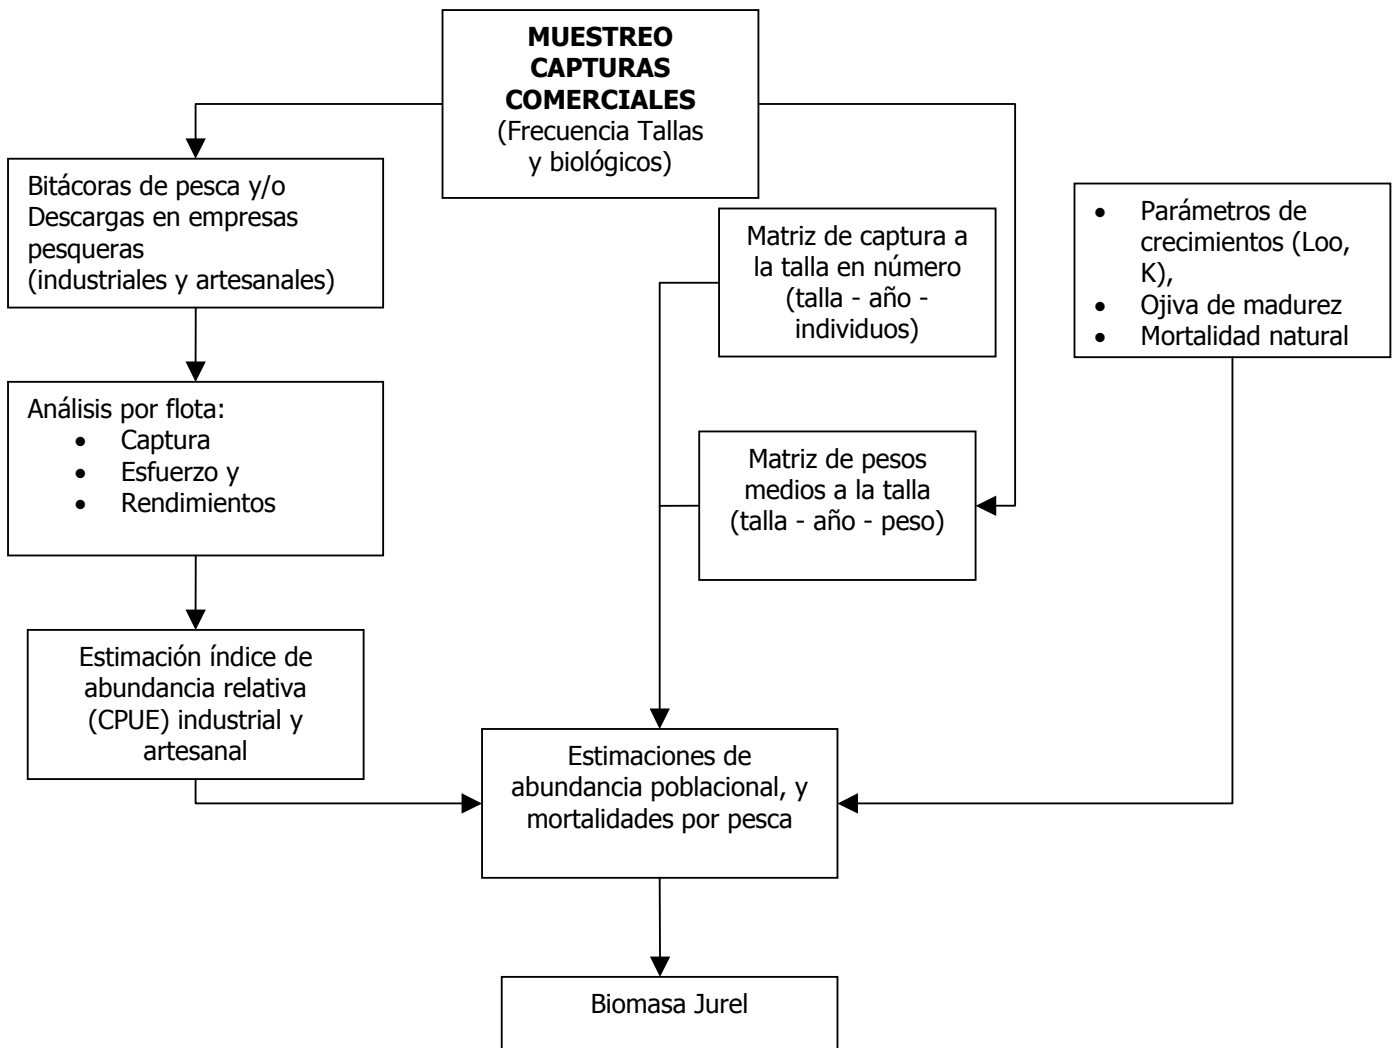 MUESTREO
CAPTURAS
COMERCIALES
(Frecuencia Tallas
y biológicos)
Bitácoras de pesca y/o
Descargas en empresas
pesqueras
(industriales y artesanales)
Matriz de captura a
la talla en número
(talla - año -
individuos)
• Parámetros de
crecimientos (Loo,
K),
• Ojiva de madurez
• Mortalidad natural
Análisis por flota:
• Captura
• Esfuerzo y
• Rendimientos
Matriz de pesos
medios a la talla
(talla - año - peso)
Estimación índice de
abundancia relativa
(CPUE) industrial y
artesanal
Estimaciones de
abundancia poblacional, y
mortalidades por pesca
Biomasa Jurel